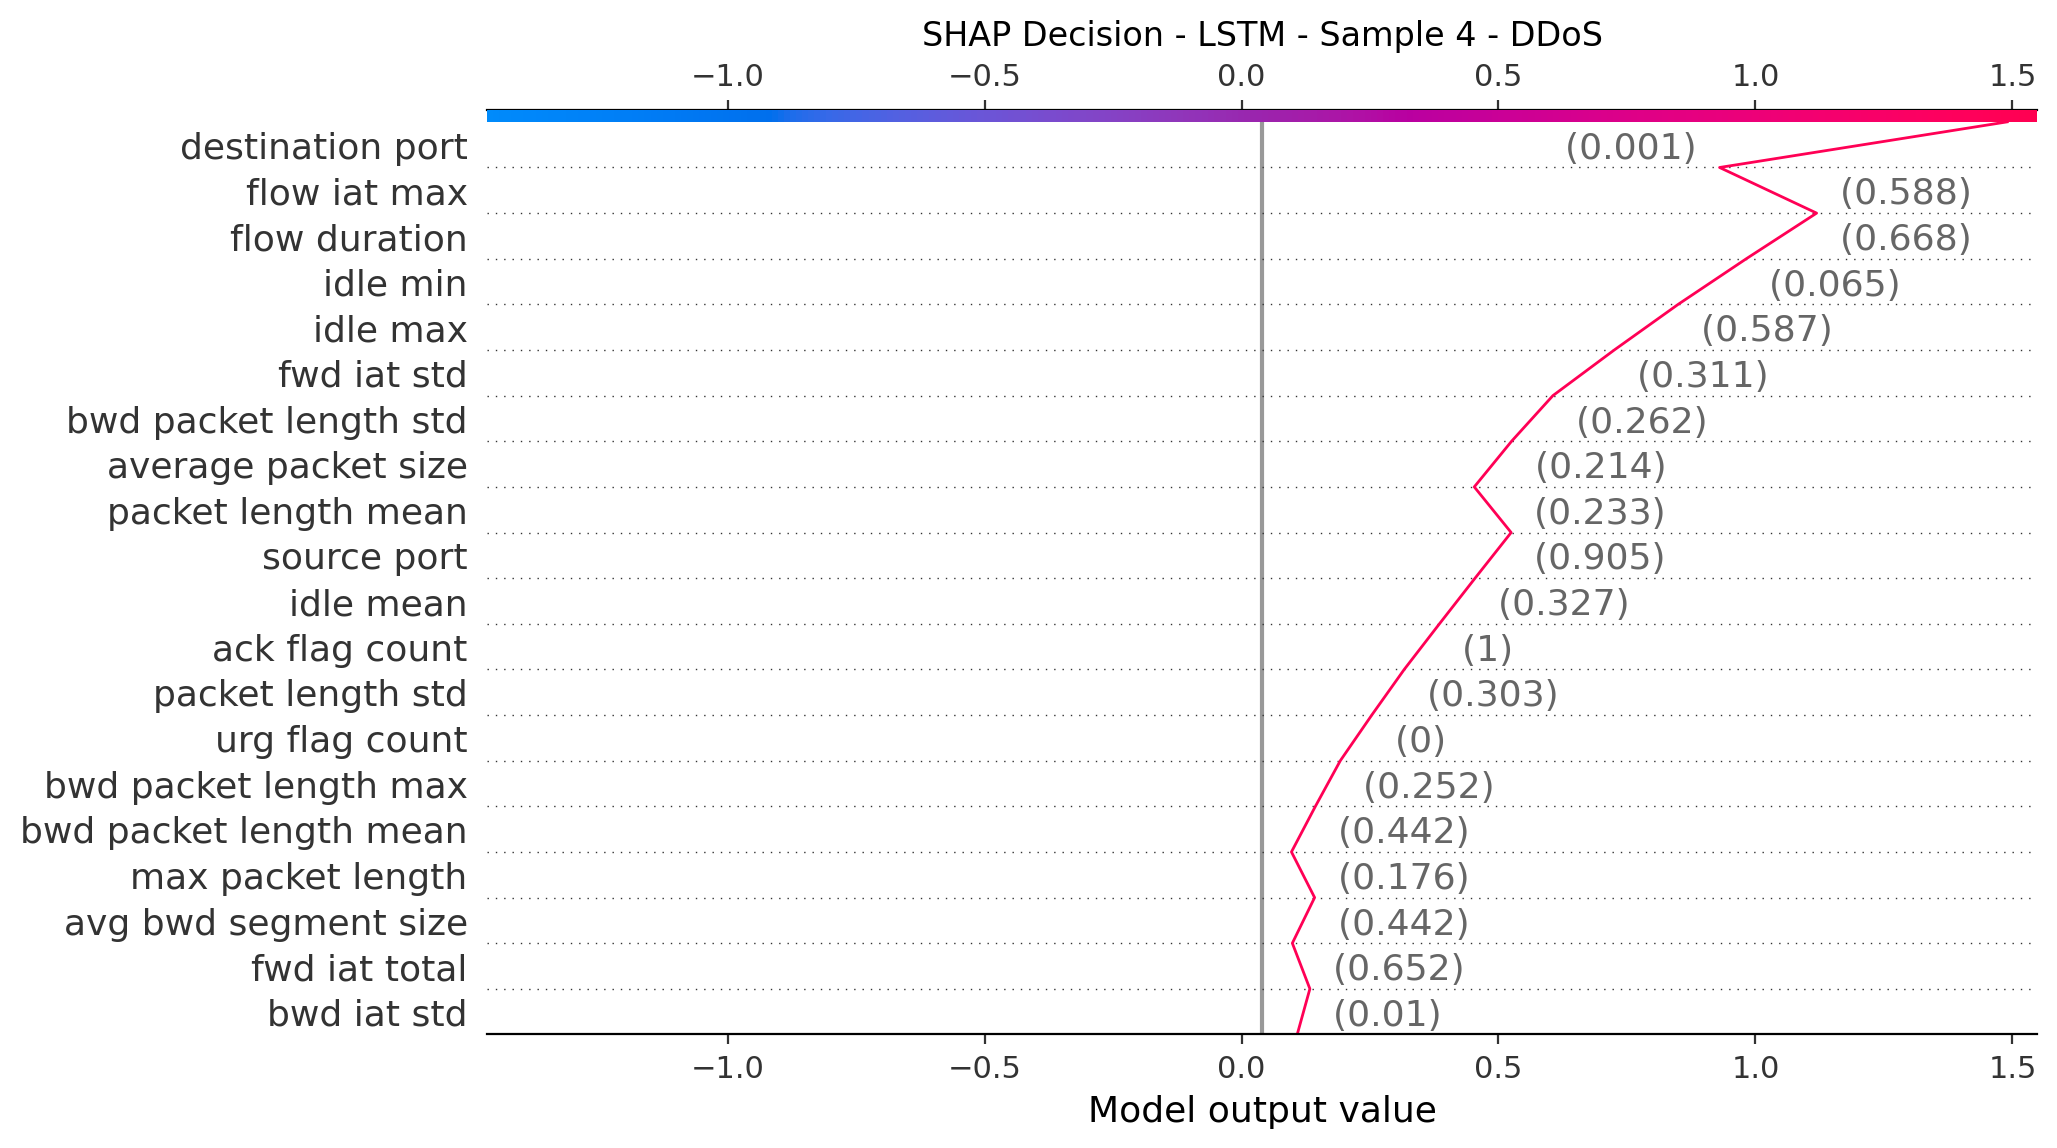 SHAP Decision - LSTM - Sample 4 - DDoS
−1.0 −0.5 0.0 0.5 1.0 1.5
destination port (0.001)
flow iat max (0.588)
flow duration (0.668)
idle min (0.065)
idle max (0.587)
fwd iat std (0.311)
bwd packet length std (0.262)
average packet size (0.214)
packet length mean (0.233)
source port (0.905)
idle mean (0.327)
ack flag count (1)
packet length std (0.303)
urg flag count (0)
bwd packet length max (0.252)
bwd packet length mean (0.442)
max packet length (0.176)
avg bwd segment size (0.442)
fwd iat total (0.652)
bwd iat std (0.01)
−1.0 −0.5 0.0 0.5 1.0 1.5
Model output value